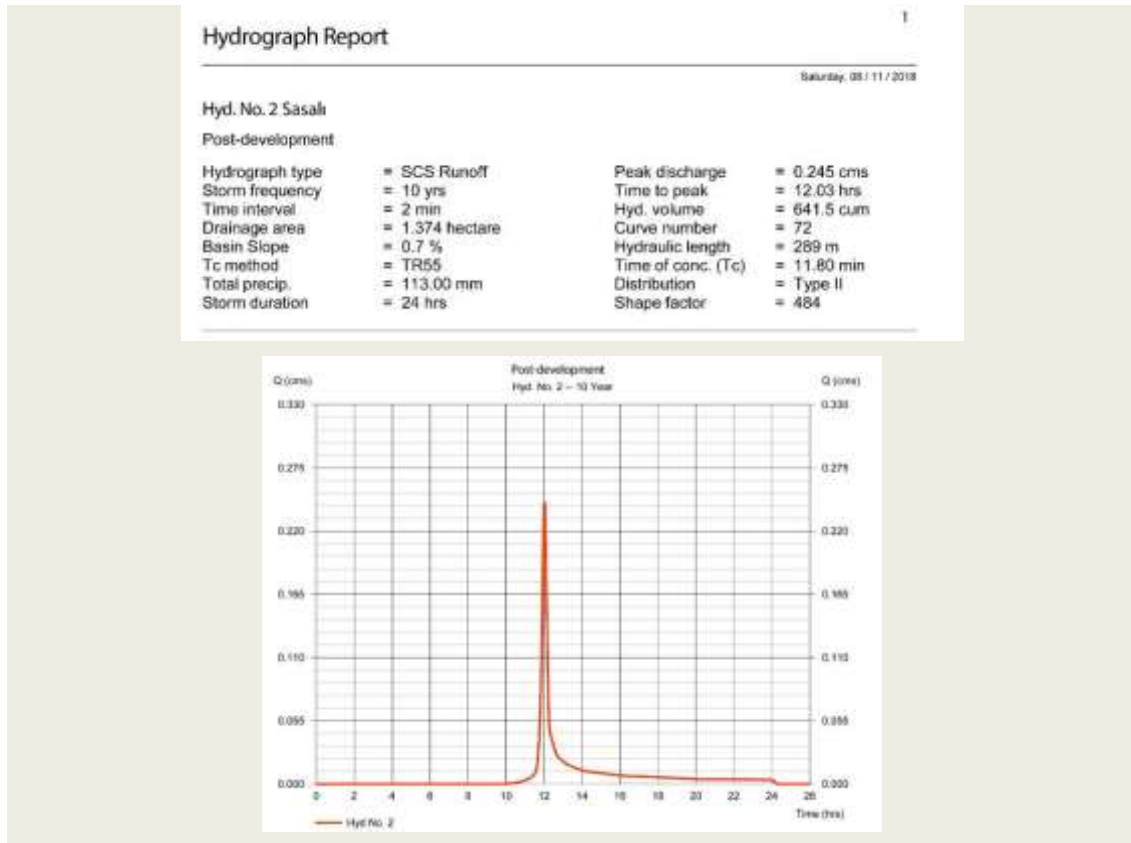 1
Hydrograph Report
Saturday, 08 / 11 / 2018
Hyd. No. 2 Sasalı
Post-development
Hydrograph type = SCS Runoff Peak discharge = 0.245 cms
Storm frequency = 10 yrs Time to peak = 12.03 hrs
Time interval = 2 min Hyd. volume = 641.5 cum
Drainage area = 1.374 hectare Curve number = 72
Basin Slope = 0.7 % Hydraulic length = 289 m
Tc method = TR55 Time of conc. (Tc) = 11.80 min
Total precip. = 113.00 mm Distribution = Type II
Storm duration = 24 hrs Shape factor = 484
Post-development
Q (cms) Hyd. No. 2 -- 10 Year Q (cms)
0.330 0.330
0.275 0.275
0.220 0.220
0.165 0.165
0.110 0.110
0.055 0.055
0.000 0.000
0 2 4 6 8 10 12 14 16 18 20 22 24 26
Time (hrs)
Hyd No. 2